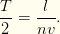 T/2 = l/nv.